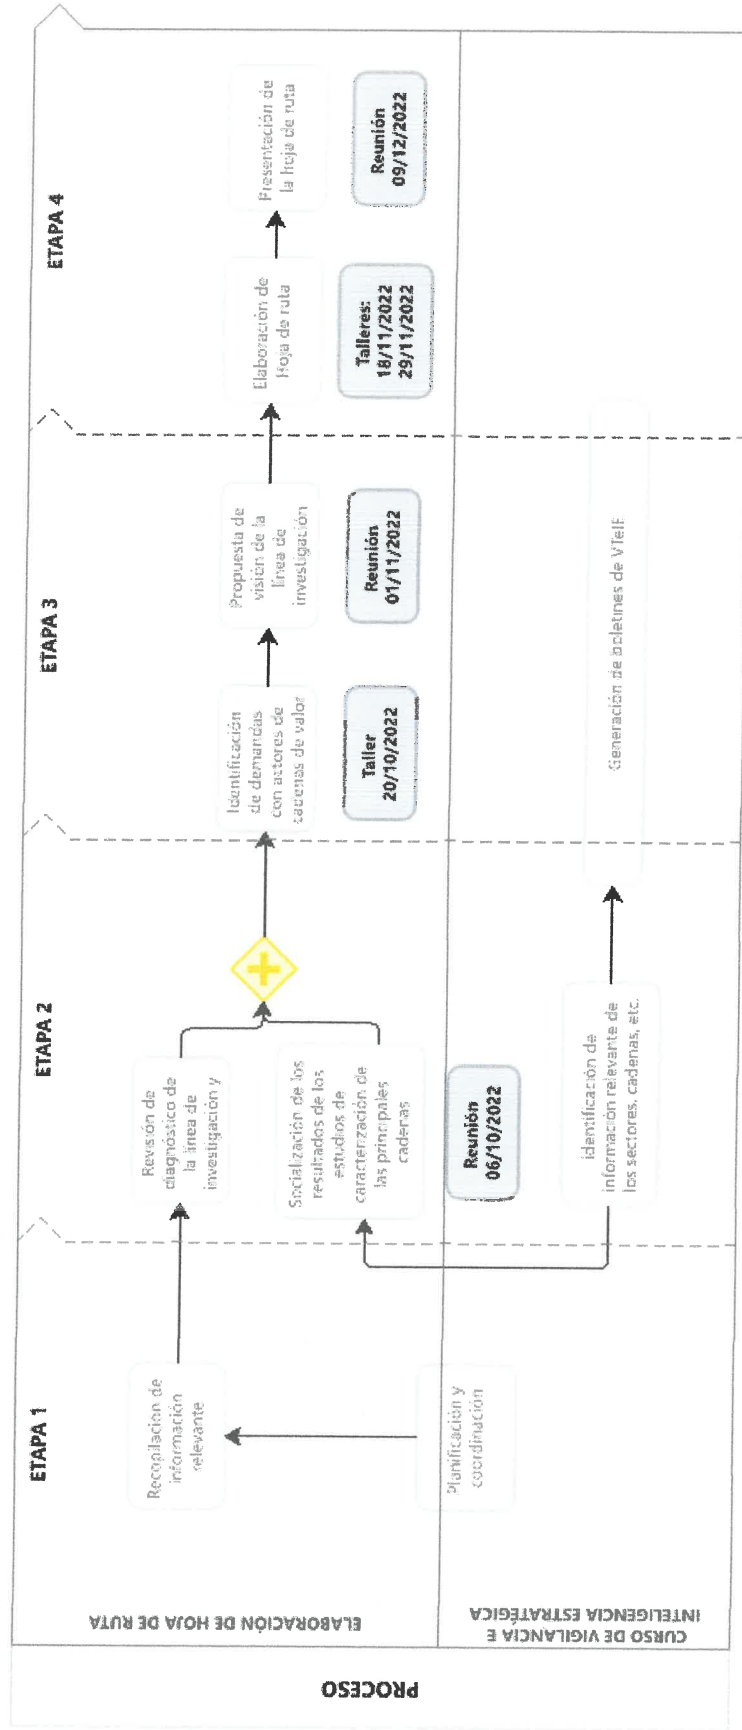 PROCESO
ELABORACIÓN DE HOJA DE RUTA
CURSO DE VIGILANCIA E
INTELIGENCIA ESTRATÉGICA
ETAPA 1
Recopilación de
información
relevante
Planificación y
coordinación
ETAPA 2
Revisión de
diagnóstico de
la línea de
investigación y
Socialización de los
resultados de los
estudios de
caracterización de
las principales
cadenas
Reunión
06/10/2022
Identificación de
información relevante de
los sectores, cadenas, etc.
ETAPA 3
Identificación
de demandas
con actores de
cadenas de valor
Taller
20/10/2022
Propuesta de
visión de la
línea de
investigación
Reunión
01/11/2022
Generación de boletines de VTeIE
ETAPA 4
Elaboración de
Hoja de ruta
Talleres:
18/11/2022
29/11/2022
Presentación de
la hoja de ruta
Reunión
09/12/2022